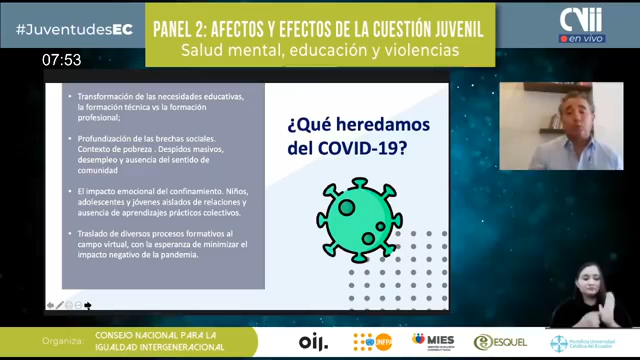 #JuventudesEC
PANEL 2: AFECTOS Y EFECTOS DE LA CUESTIÓN JUVENIL
Salud mental, educación y violencias
en vivo
07:53
Transformación de las necesidades educativas,
la formación técnica vs la formación
profesional;
Profundización de las brechas sociales.
Contexto de pobreza . Despidos masivos,
desempleo y ausencia del sentido de
comunidad
El impacto emocional del confinamiento. Niños,
adolescentes y jóvenes aislados de relaciones y
ausencia de aprendizajes prácticos colectivos.
Traslado de diversos procesos formativos al
campo virtual, con la esperanza de minimizar el
impacto negativo de la pandemia.
¿Qué heredamos
del COVID-19?
Organiza:
CONSEJO NACIONAL PARA LA
IGUALDAD INTERGENERACIONAL
UNFPA
MIES
ESQUEL
Pontificia Universidad
Católica del Ecuador